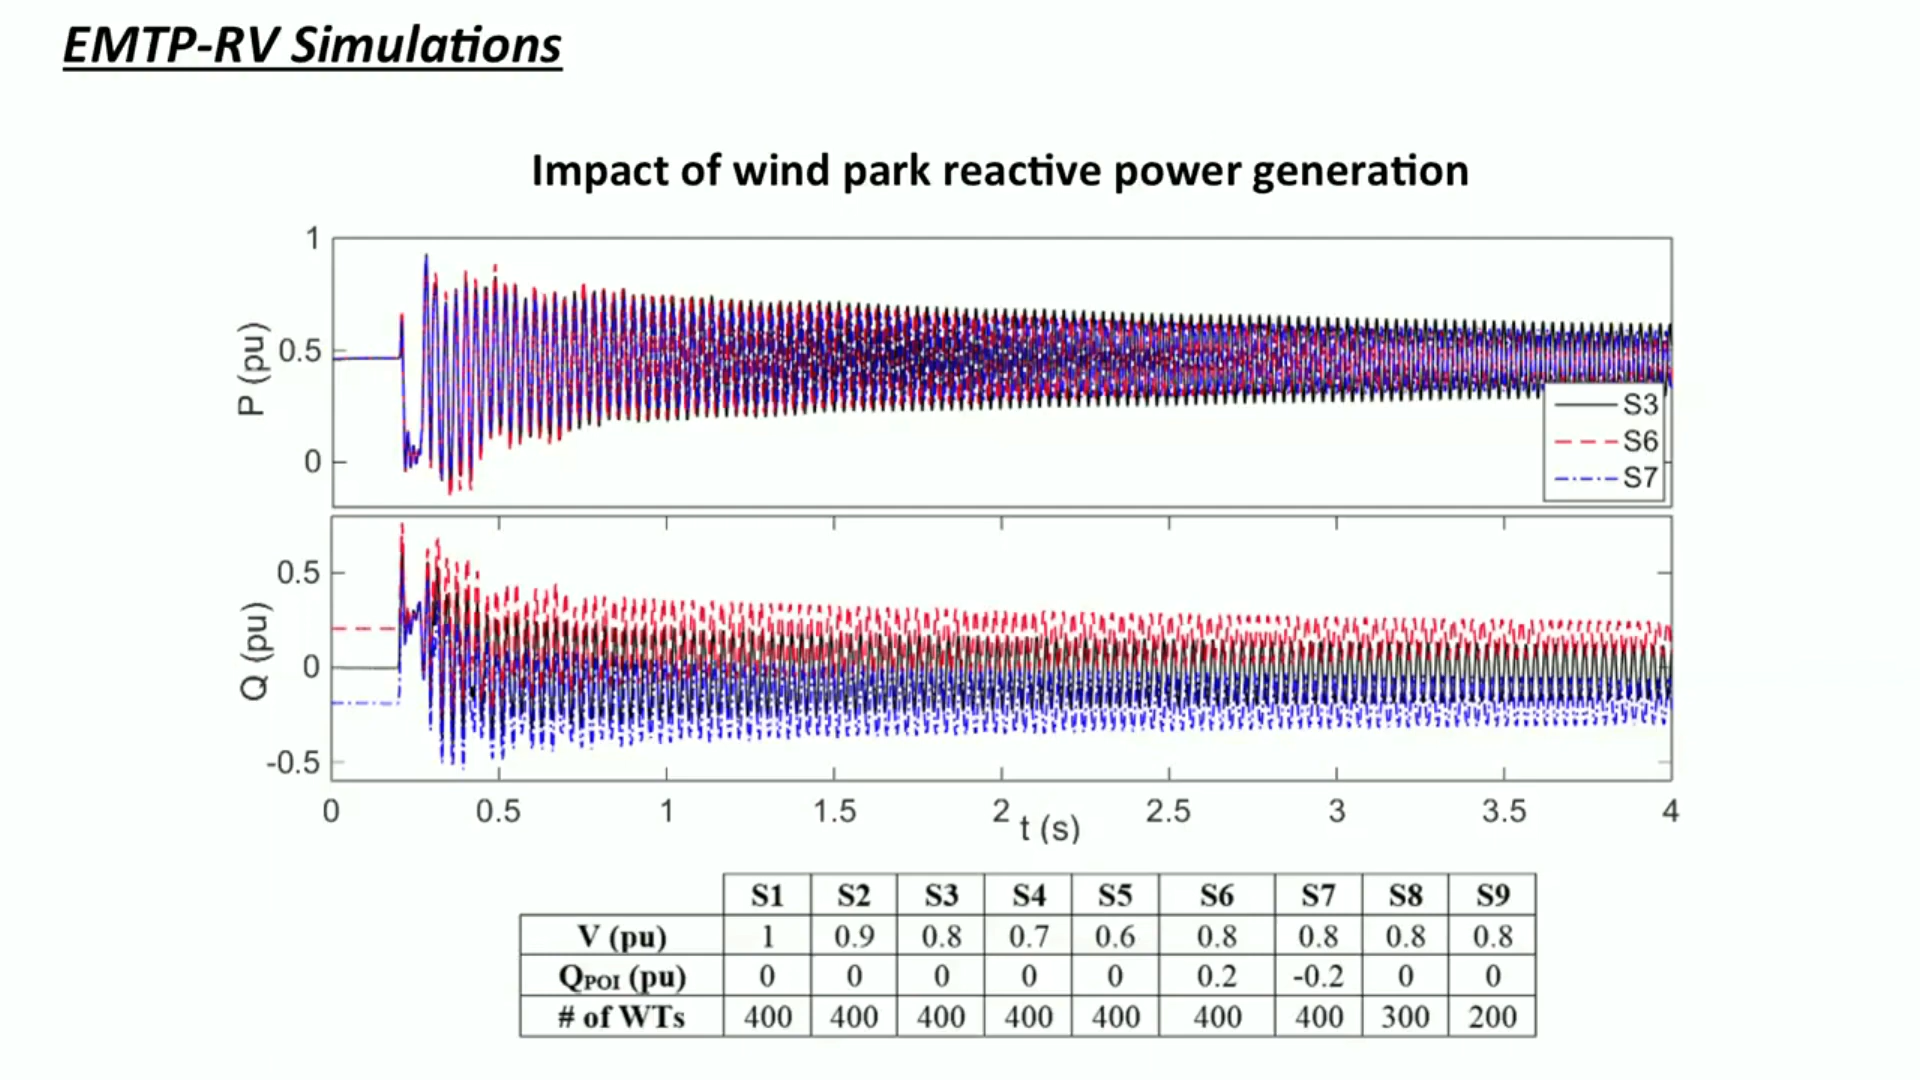 EMTP-RV Simulations
Impact of wind park reactive power generation
1
0.5
0
P (pu)
S3
S6
S7
0.5
0
-0.5
Q (pu)
0 0.5 1 1.5 2 2.5 3 3.5 4
t (s)
S1 S2 S3 S4 S5 S6 S7 S8 S9
V (pu) 1 0.9 0.8 0.7 0.6 0.8 0.8 0.8 0.8
QPOI (pu) 0 0 0 0 0 0.2 -0.2 0 0
# of WTs 400 400 400 400 400 400 400 300 200